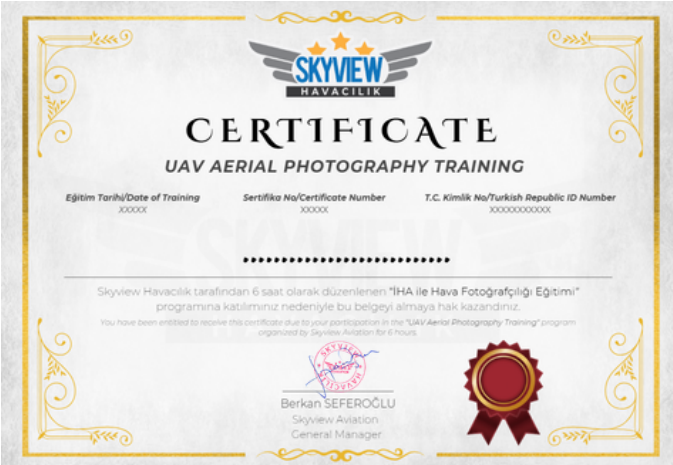 SKYVIEW
HAVACILIK
CERTIFICATE
UAV AERIAL PHOTOGRAPHY TRAINING
Eğitim Tarihi/Date of Training
XXXXX
Sertifika No/Certificate Number
XXXXX
T.C. Kimlik No/Turkish Republic ID Number
XXXXXXXXXXX
Skyview Havacılık tarafından 6 saat olarak düzenlenen "İHA ile Hava Fotoğrafçılığı Eğitimi"
programına katılımınız nedeniyle bu belgeyi almaya hak kazandınız.
You have been entitled to receive this certificate due to your participation in the "UAV Aerial Photography Training" program
organized by Skyview Aviation for 6 hours.
SKYVIEW
HAVACILIK
Berkan SEFEROĞLU
Skyview Aviation
General Manager